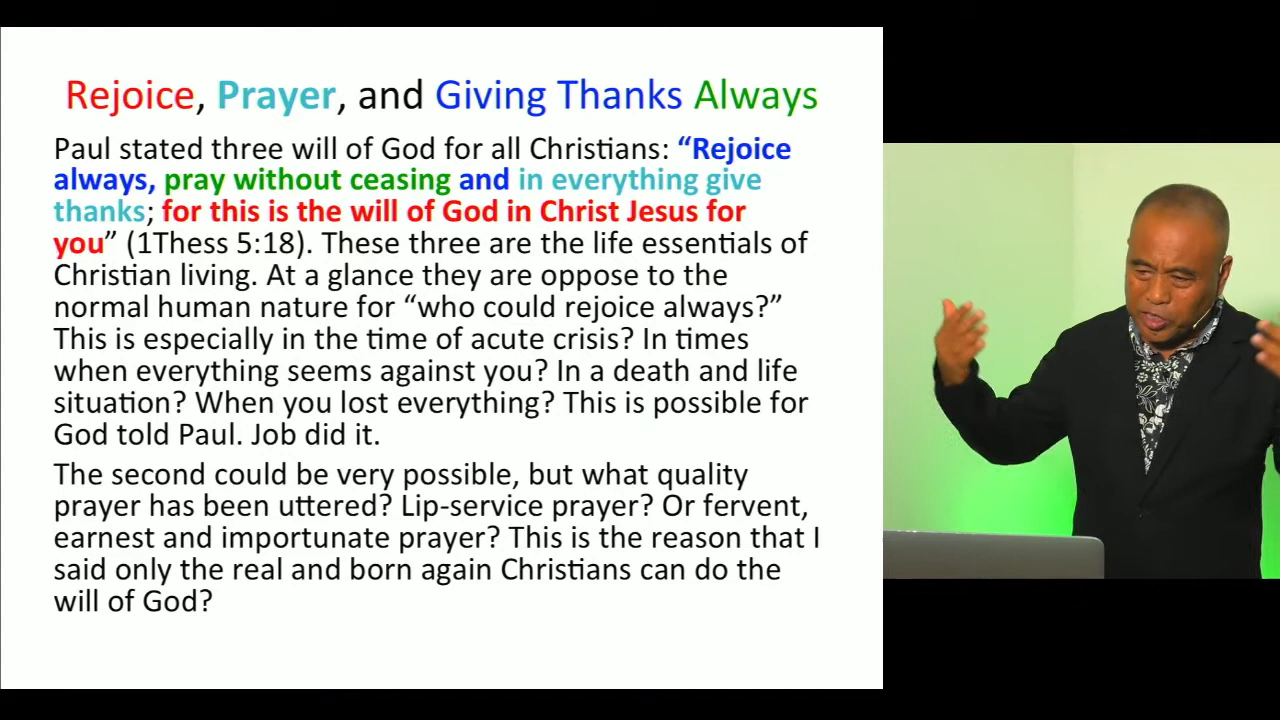 Rejoice, Prayer, and Giving Thanks Always
Paul stated three will of God for all Christians: “Rejoice
always, pray without ceasing and in everything give
thanks; for this is the will of God in Christ Jesus for
you” (1Thess 5:18). These three are the life essentials of
Christian living. At a glance they are oppose to the
normal human nature for “who could rejoice always?”
This is especially in the time of acute crisis? In times
when everything seems against you? In a death and life
situation? When you lost everything? This is possible for
God told Paul. Job did it.
The second could be very possible, but what quality
prayer has been uttered? Lip-service prayer? Or fervent,
earnest and importunate prayer? This is the reason that I
said only the real and born again Christians can do the
will of God?